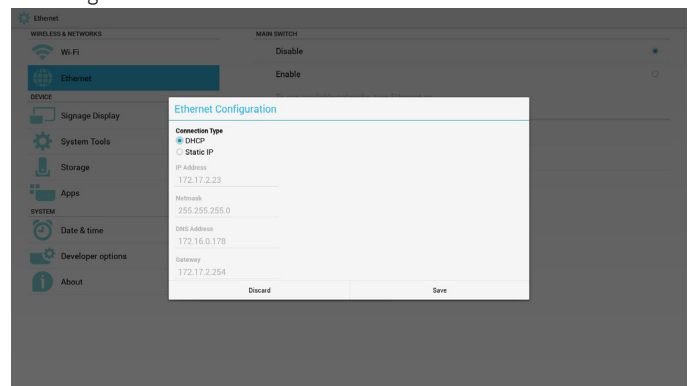 Ethernet
WIRELESS & NETWORKS
Wi-Fi
Ethernet
DEVICE
Signage Display
System Tools
Storage
Apps
SYSTEM
Date & time
Developer options
About
MAIN SWITCH
Disable
Enable
Ethernet Configuration
Connection Type
DHCP
Static IP
IP Address
172.17.2.23
Netmask
255.255.255.0
DNS Address
172.16.0.178
Gateway
172.17.2.254
Discard
Save